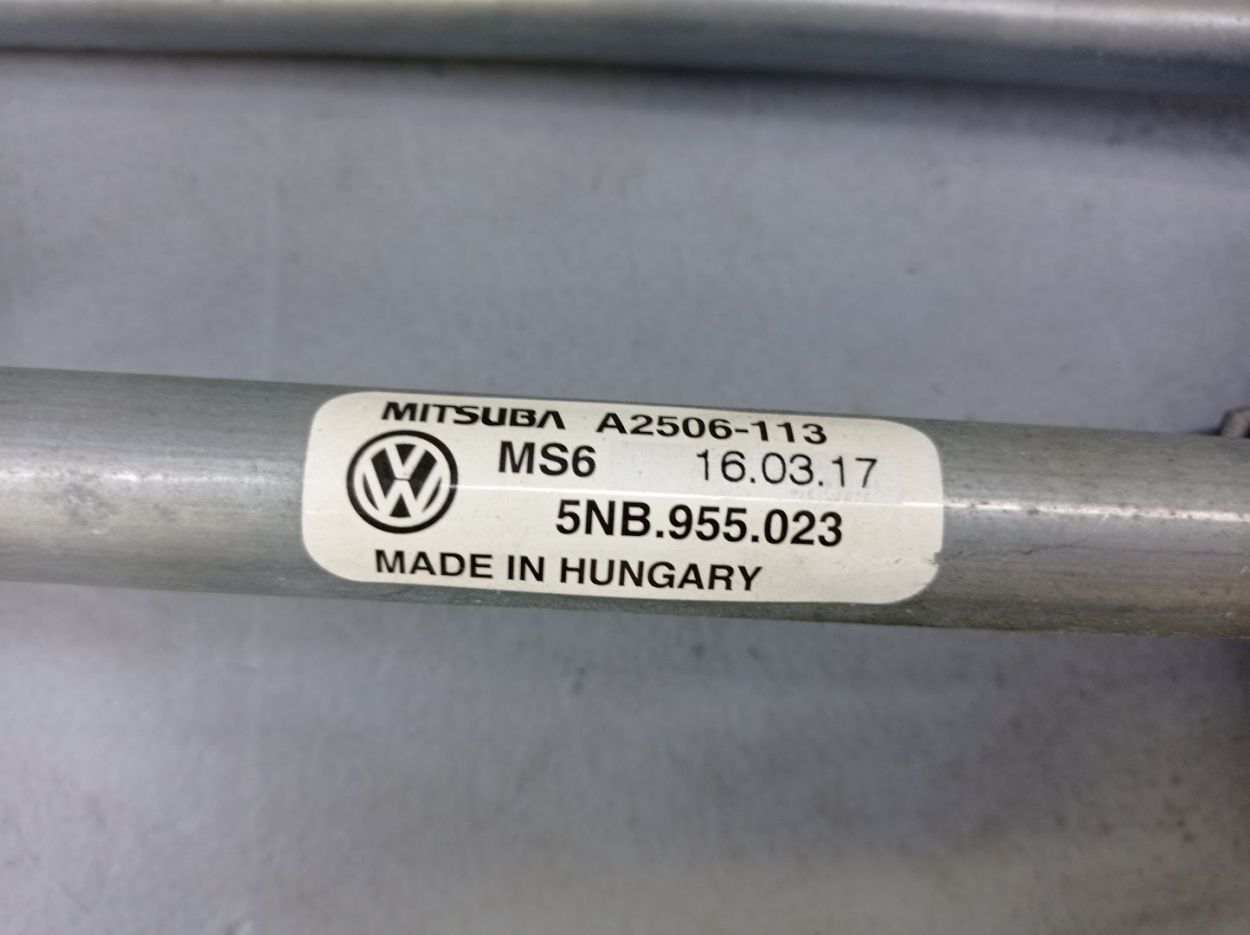 MITSUBA A2506-113
MS6 16.03.17
5NB.955.023
MADE IN HUNGARY